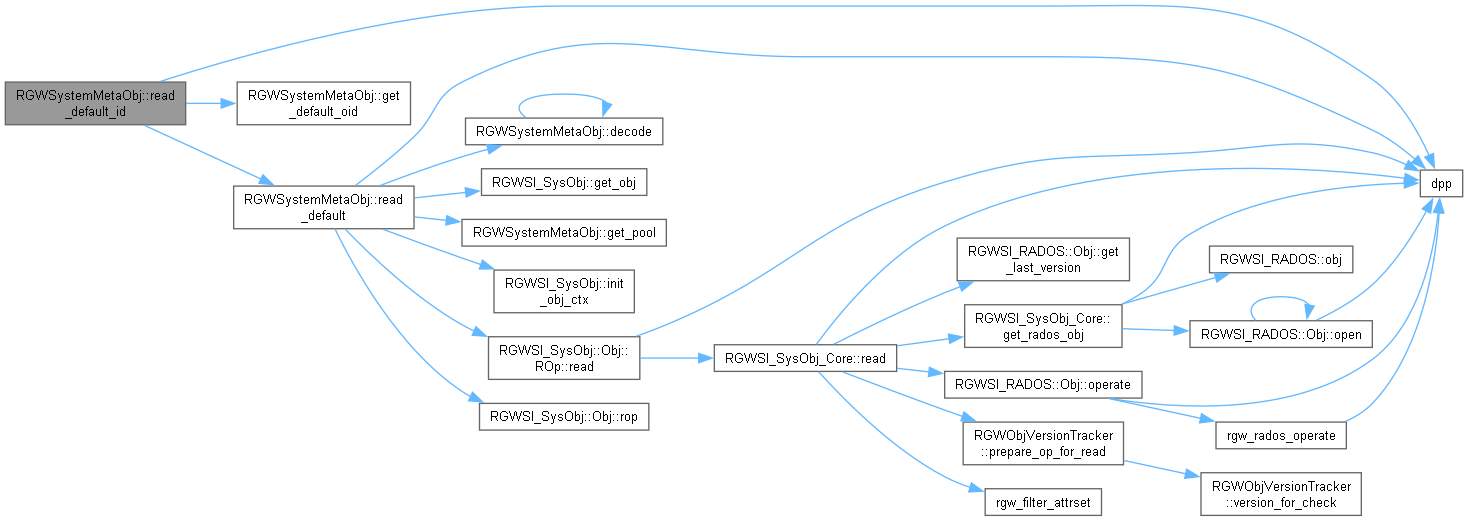 RGWSystemMetaObj::read
_default_id
RGWSystemMetaObj::get
_default_oid
RGWSystemMetaObj::read
_default
RGWSystemMetaObj::decode
RGWSI_SysObj::get_obj
RGWSystemMetaObj::get_pool
RGWSI_SysObj::init
_obj_ctx
RGWSI_SysObj::Obj::
ROp::read
RGWSI_SysObj::Obj::rop
RGWSI_SysObj_Core::read
RGWSI_RADOS::Obj::get
_last_version
RGWSI_SysObj_Core::
get_rados_obj
RGWSI_RADOS::Obj::operate
RGWObjVersionTracker
::prepare_op_for_read
rgw_filter_attrset
RGWSI_RADOS::obj
RGWSI_RADOS::Obj::open
rgw_rados_operate
RGWObjVersionTracker
::version_for_check
dpp